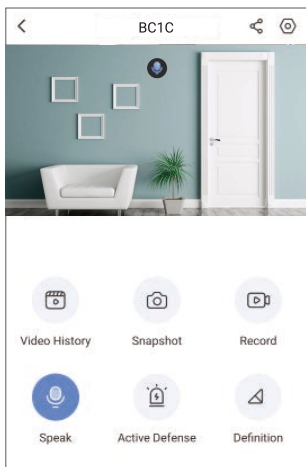 BC1C
Video History
Snapshot
Record
Speak
Active Defense
Definition